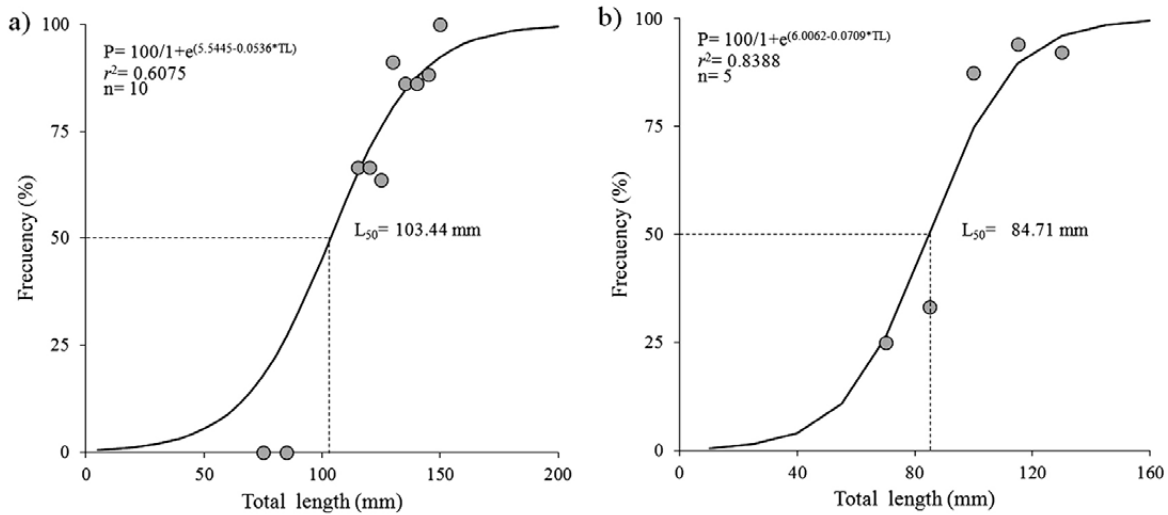 a)
P= 100/1+e^(5.5445-0.0536*TL)
r²= 0.6075
n= 10
100
75
50
25
0
Frecuency (%)
L50= 103.44 mm
0 50 100 150 200
Total length (mm)
b)
P= 100/1+e^(6.0062-0.0709*TL)
r²= 0.8388
n= 5
100
75
50
25
0
Frecuency (%)
L50= 84.71 mm
0 40 80 120 160
Total length (mm)